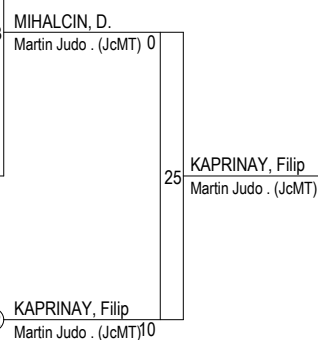 MIHALCIN, D.
Martin Judo . (JcMT) 0
25
KAPRINAY, Filip
Martin Judo . (JcMT)
KAPRINAY, Filip
Martin Judo . (JcMT)10